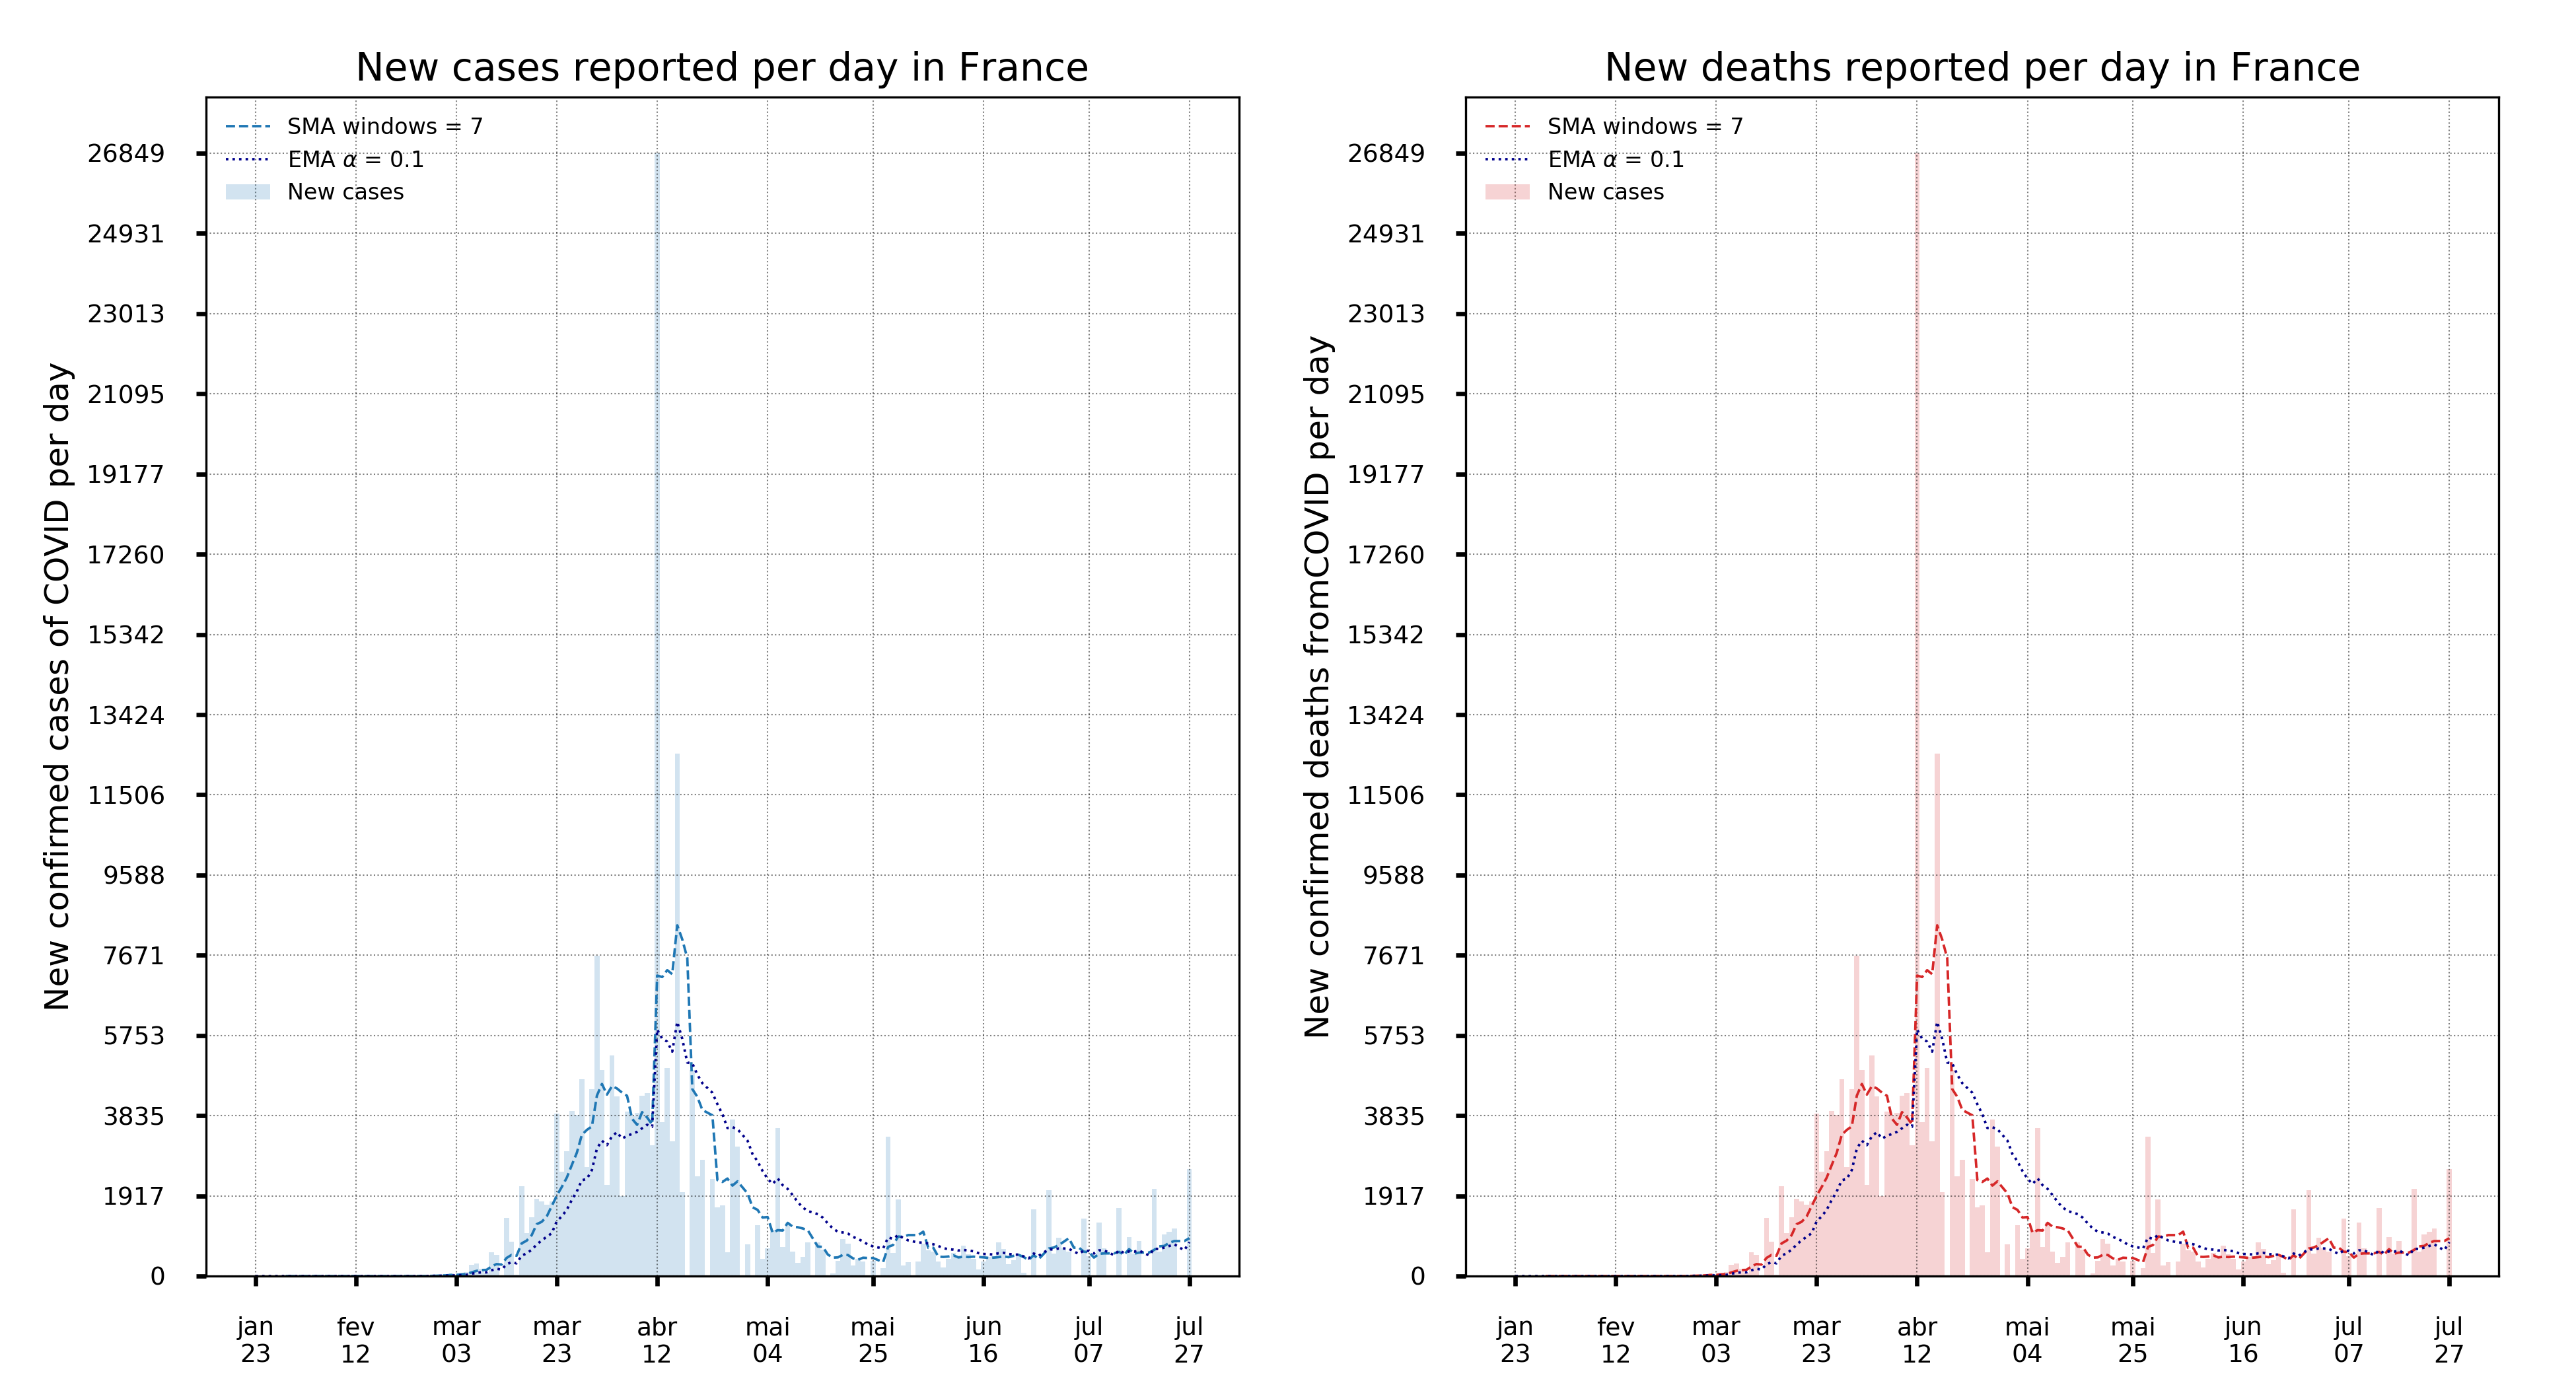 New cases reported per day in France
SMA windows = 7
EMA α = 0.1
New cases
New confirmed cases of COVID per day
26849
24931
23013
21095
19177
17260
15342
13424
11506
9588
7671
5753
3835
1917
0
jan 23
fev 12
mar 03
mar 23
abr 12
mai 04
mai 25
jun 16
jul 07
jul 27
New deaths reported per day in France
SMA windows = 7
EMA α = 0.1
New cases
New confirmed deaths fromCOVID per day
26849
24931
23013
21095
19177
17260
15342
13424
11506
9588
7671
5753
3835
1917
0
jan 23
fev 12
mar 03
mar 23
abr 12
mai 04
mai 25
jun 16
jul 07
jul 27